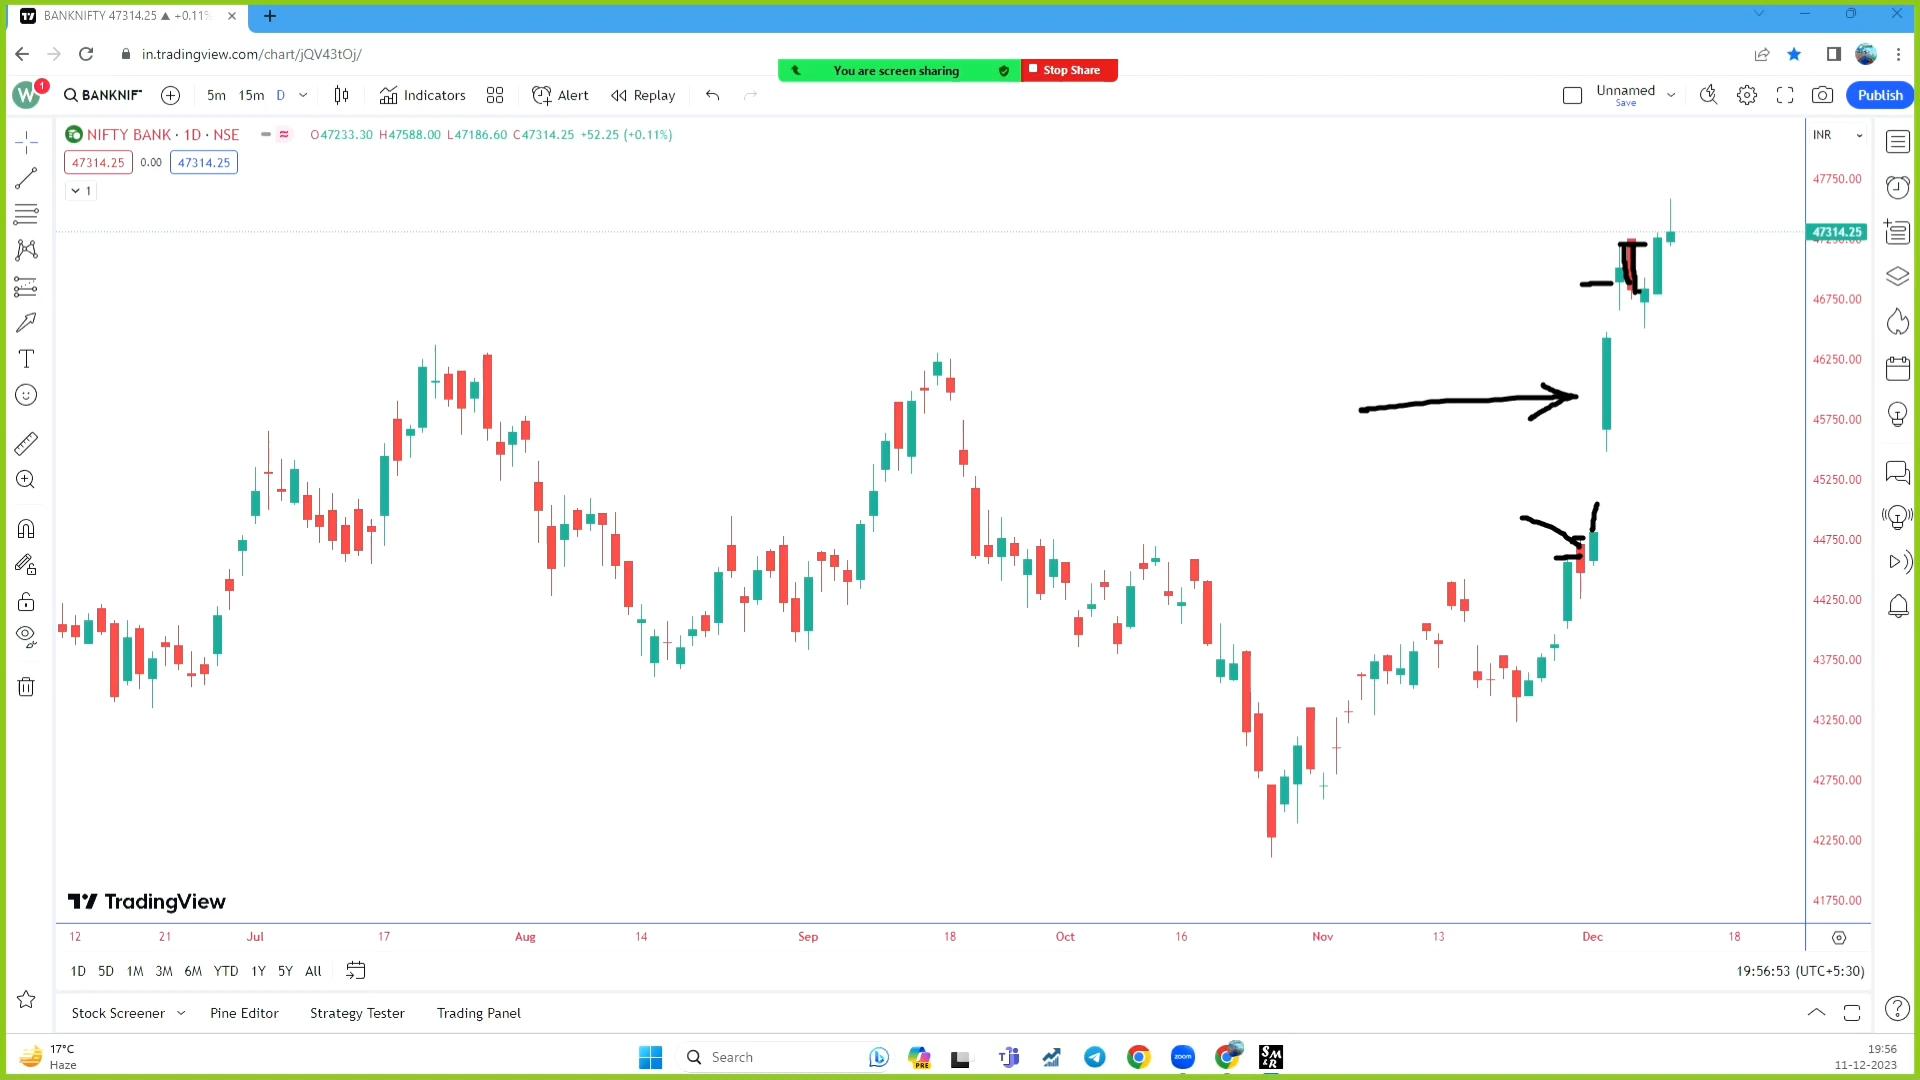 BANKNIFTY 47314.25 ▲ +0.11%
in.tradingview.com/chart/jQV43tOj/
You are screen sharing
Stop Share
W 1
BANKNIF
5m 15m D
Indicators
Alert
Replay
Unnamed
Save
Publish
NIFTY BANK · 1D · NSE
O47233.30 H47588.00 L47186.60 C47314.25 +52.25 (+0.11%)
INR
47314.25 0.00 47314.25
1
47750.00
47314.25
46750.00
46250.00
45750.00
45250.00
44750.00
44250.00
43750.00
43250.00
42750.00
42250.00
41750.00
TradingView
12 21 Jul 17 Aug 14 Sep 18 Oct 16 Nov 13 Dec 18
1D 5D 1M 3M 6M YTD 1Y 5Y All
19:56:53 (UTC+5:30)
Stock Screener Pine Editor Strategy Tester Trading Panel
17°C
Haze
Search
PRE
zoom
19:56
11-12-2023